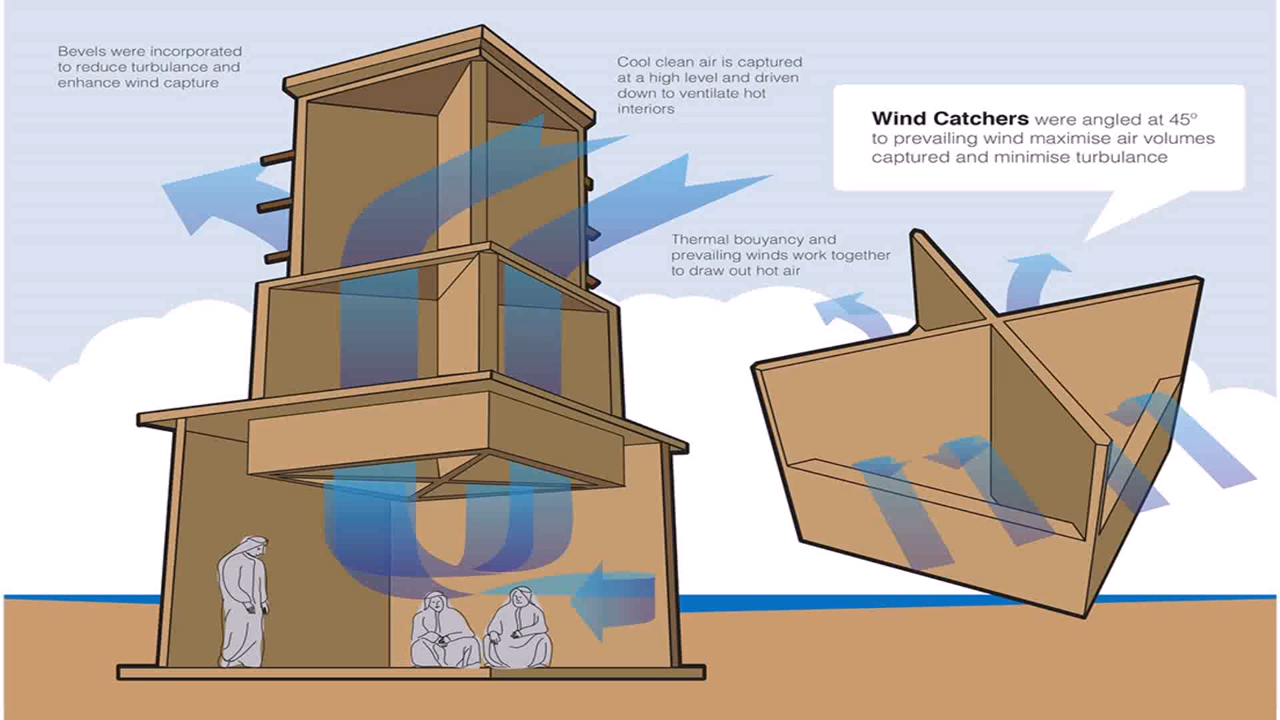 Bevels were incorporated
to reduce turbulance and
enhance wind capture
Cool clean air is captured
at a high level and driven
down to ventilate hot
interiors
Wind Catchers were angled at 45º
to prevailing wind maximise air volumes
captured and minimise turbulance
Thermal bouyancy and
prevailing winds work together
to draw out hot air